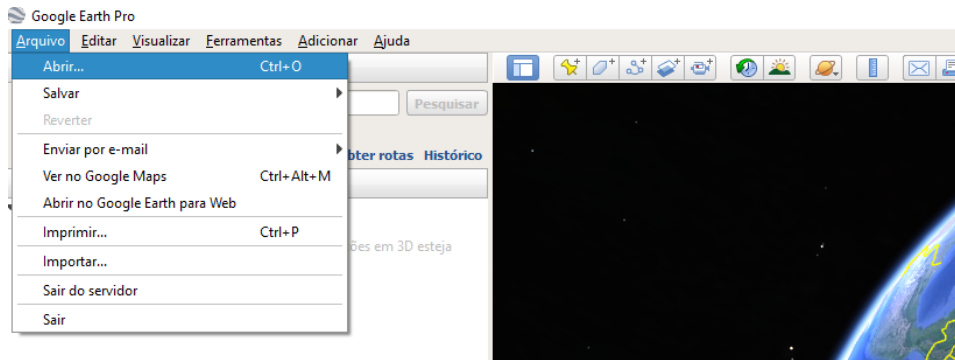 Google Earth Pro
Arquivo Editar Visualizar Ferramentas Adicionar Ajuda
Abrir... Ctrl+O
Salvar
Pesquisar
Reverter
Enviar por e-mail
bter rotas Histórico
Ver no Google Maps Ctrl+Alt+M
Abrir no Google Earth para Web
Imprimir... Ctrl+P
ões em 3D esteja
Importar...
Sair do servidor
Sair